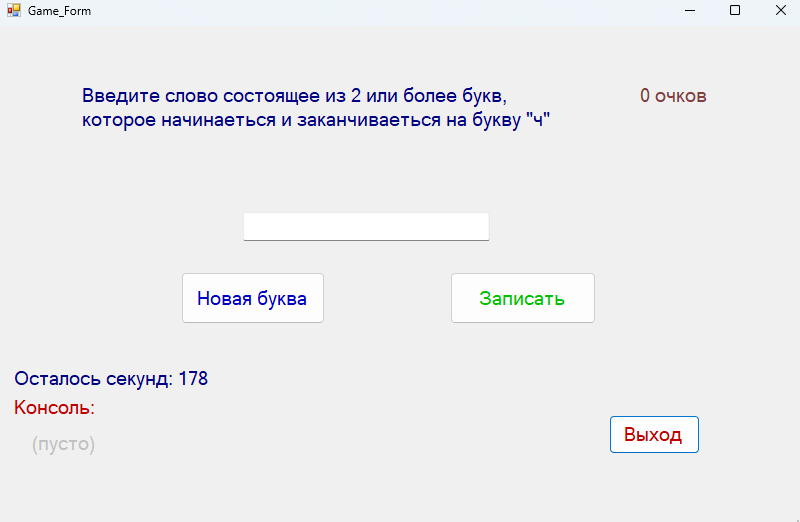 Game_Form
Введите слово состоящее из 2 или более букв,
0 очков
которое начинаеться и заканчиваеться на букву "ч"
Новая буква
Записать
Осталось секунд: 178
Консоль:
(пусто)
Выход